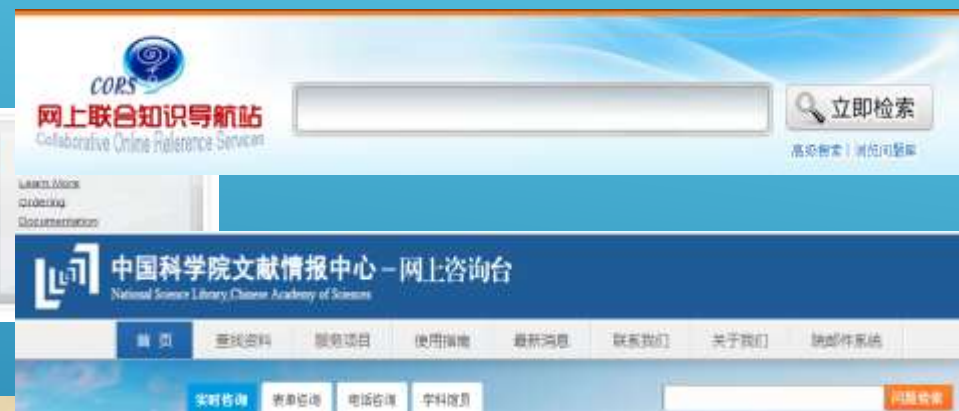 CORS
网上联合知识导航站
Collaborative Online Reference Services
立即检索
高级搜索 | 浏览问题库
Learn More
Ordering
Documentation
中国科学院文献情报中心－网上咨询台
National Science Library, Chinese Academy of Sciences
首 页 查找资料 服务项目 使用指南 最新消息 联系我们 关于我们 院邮件系统
实时咨询 表单咨询 电话咨询 学科馆员 问题检索